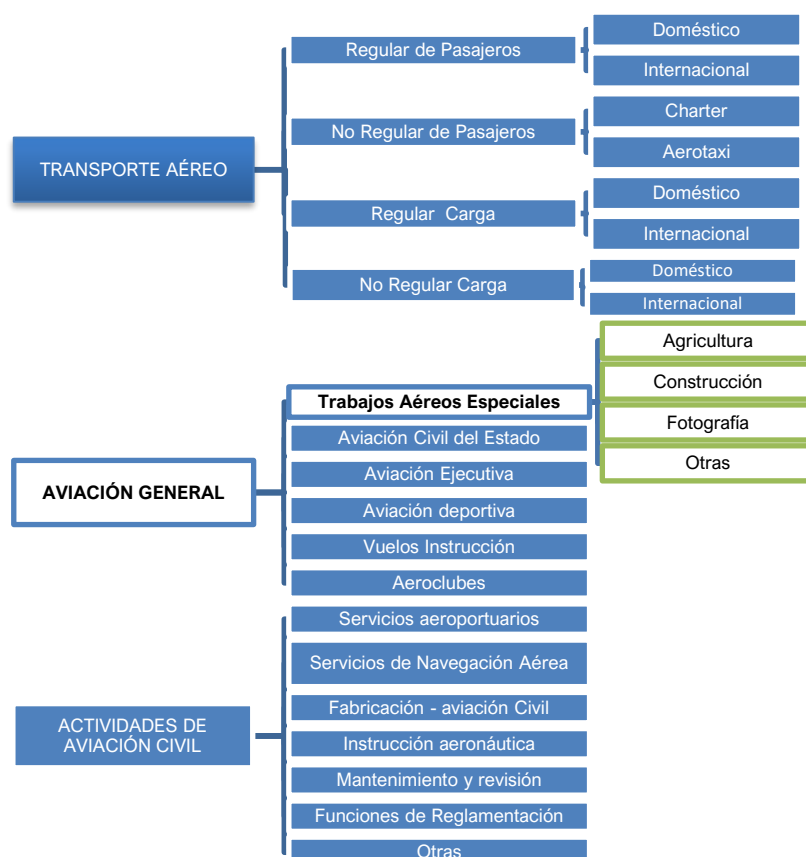 TRANSPORTE AÉREO
Regular de Pasajeros
Doméstico
Internacional
No Regular de Pasajeros
Charter
Aerotaxi
Regular Carga
Doméstico
Internacional
No Regular Carga
Doméstico
Internacional
AVIACIÓN GENERAL
Trabajos Aéreos Especiales
Agricultura
Construcción
Fotografía
Otras
Aviación Civil del Estado
Aviación Ejecutiva
Aviación deportiva
Vuelos Instrucción
Aeroclubes
ACTIVIDADES DE
AVIACIÓN CIVIL
Servicios aeroportuarios
Servicios de Navegación Aérea
Fabricación - aviación Civil
Instrucción aeronáutica
Mantenimiento y revisión
Funciones de Reglamentación
Otras